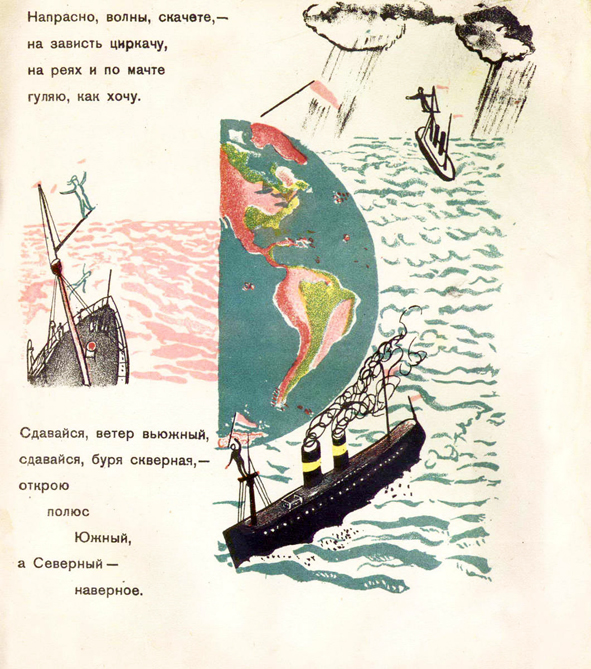 Напрасно, волны, скачете,—
на зависть циркачу,
на реях и по мачте
гуляю, как хочу.
Сдавайся, ветер вьюжный,
сдавайся, буря скверная,—
открою
полюс
Южный,
а Северный—
наверное.